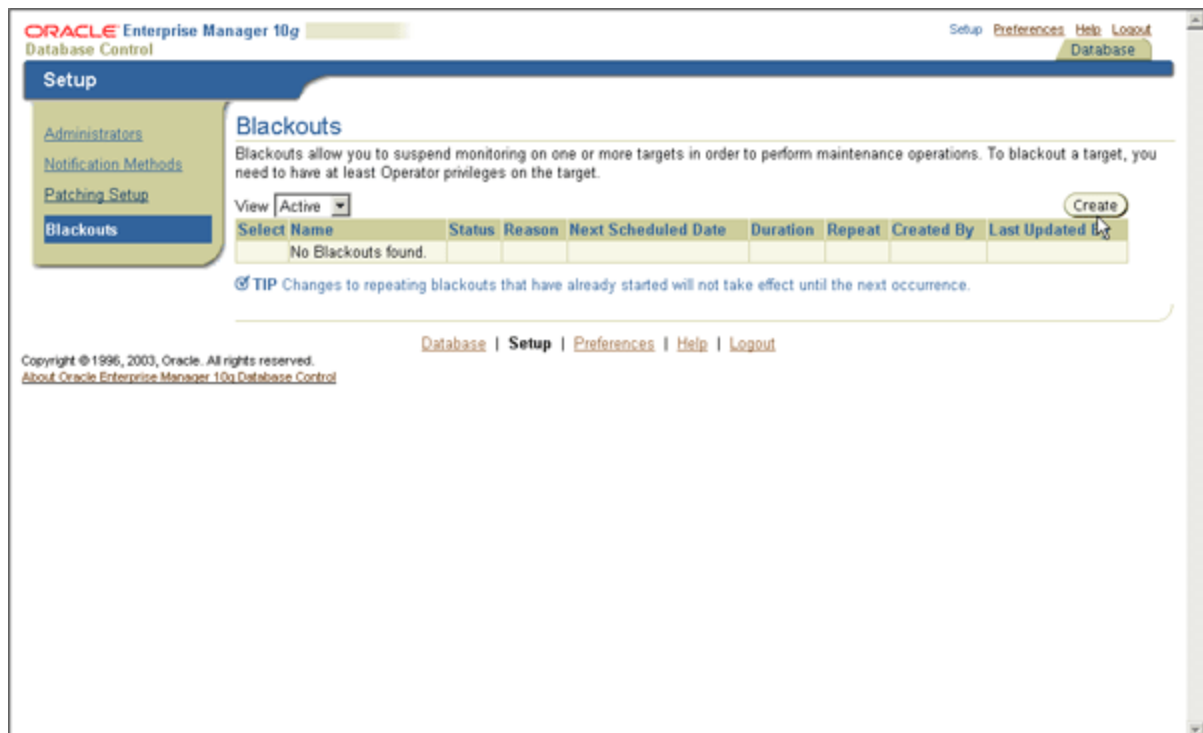 ORACLE Enterprise Manager 10g
Database Control
Setup Preferences Help Logout
Database
Setup
Administrators
Notification Methods
Patching Setup
Blackouts
Blackouts
Blackouts allow you to suspend monitoring on one or more targets in order to perform maintenance operations. To blackout a target, you
need to have at least Operator privileges on the target.
View Active
Create
Select Name Status Reason Next Scheduled Date Duration Repeat Created By Last Updated By
No Blackouts found.
TIP Changes to repeating blackouts that have already started will not take effect until the next occurrence.
Database | Setup | Preferences | Help | Logout
Copyright © 1996, 2003, Oracle. All rights reserved.
About Oracle Enterprise Manager 10g Database Control